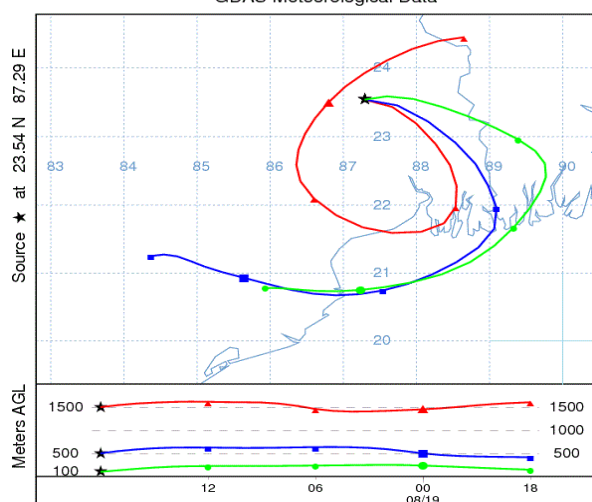 GDAS Meteorological Data
Source ★ at 23.54 N 87.29 E
24
23
83 84 85 86 87 88 89 90
22
21
20
Meters AGL
1500 1500
1000
500 500
100
12 06 00 18
08/19